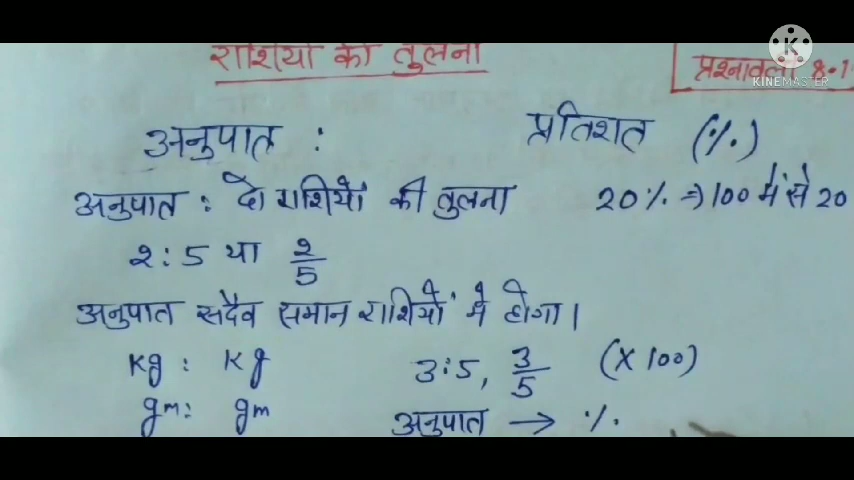 राशियों की तुलना
प्रश्नावली 8.1
KINEMASTER
अनुपात :
प्रतिशत (%)
अनुपात : दो राशियों की तुलना
20% ⇒ 100 में से 20
2 : 5 या 2/5
अनुपात सदैव समान राशियों में होगा।
Kg : Kg
3:5, 3/5 (× 100)
gm: gm
अनुपात → %